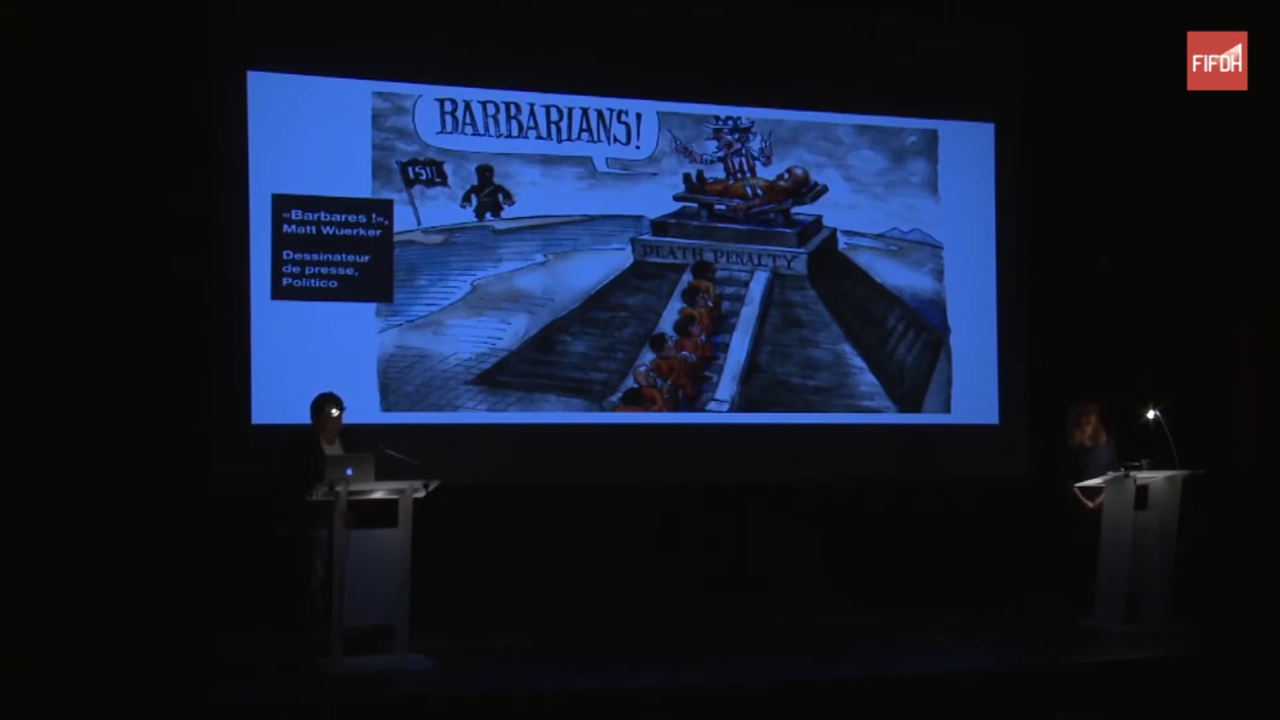 FIFDH
BARBARIANS!
ISIL
«Barbares !»,
Matt Wuerker
Dessinateur
de presse,
Politico
DEATH PENALTY